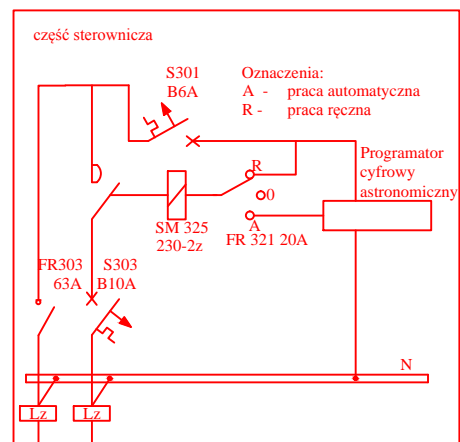 część sterownicza
S301
B6A
Oznaczenia:
A - praca automatyczna
R - praca ręczna
Programator
cyfrowy
astronomiczny
R
0
A
SM 325
230-2z
FR 321 20A
FR303
63A
S303
B10A
N
Lz
Lz